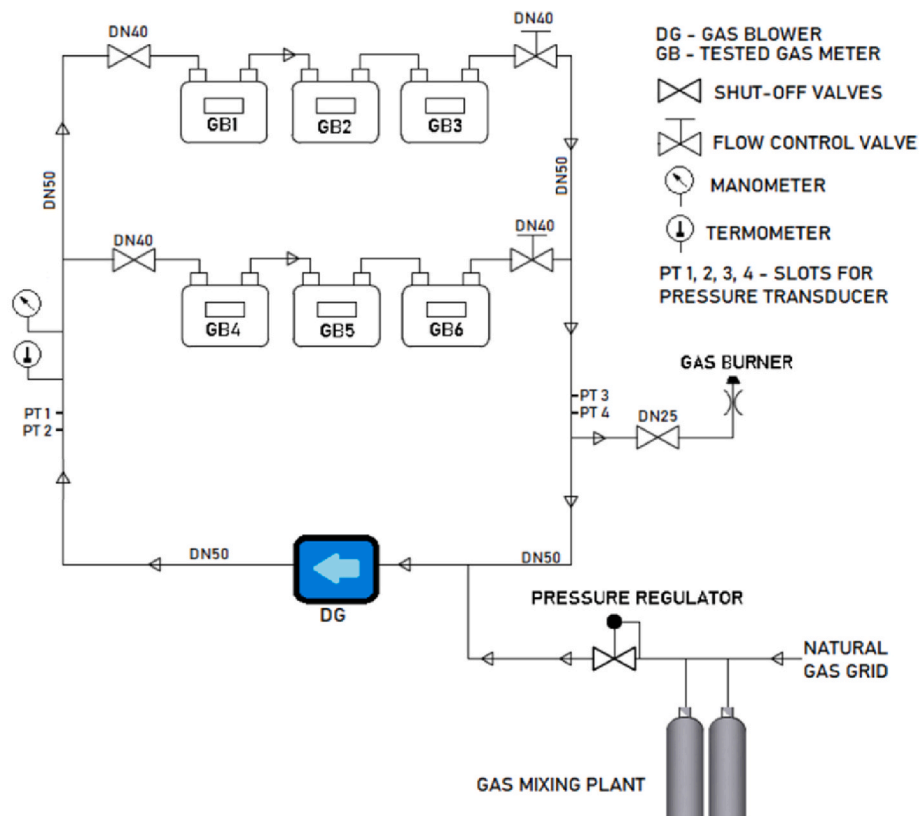 DN40
DN40
GB1
GB2
GB3
DN50
DN50
DN40
DN40
GB4
GB5
GB6
PT 1
PT 2
PT 3
PT 4
GAS BURNER
DN25
DN50
DG
DN50
PRESSURE REGULATOR
NATURAL
GAS GRID
GAS MIXING PLANT
DG - GAS BLOWER
GB - TESTED GAS METER
SHUT-OFF VALVES
FLOW CONTROL VALVE
MANOMETER
TERMOMETER
PT 1, 2, 3, 4 - SLOTS FOR
PRESSURE TRANSDUCER